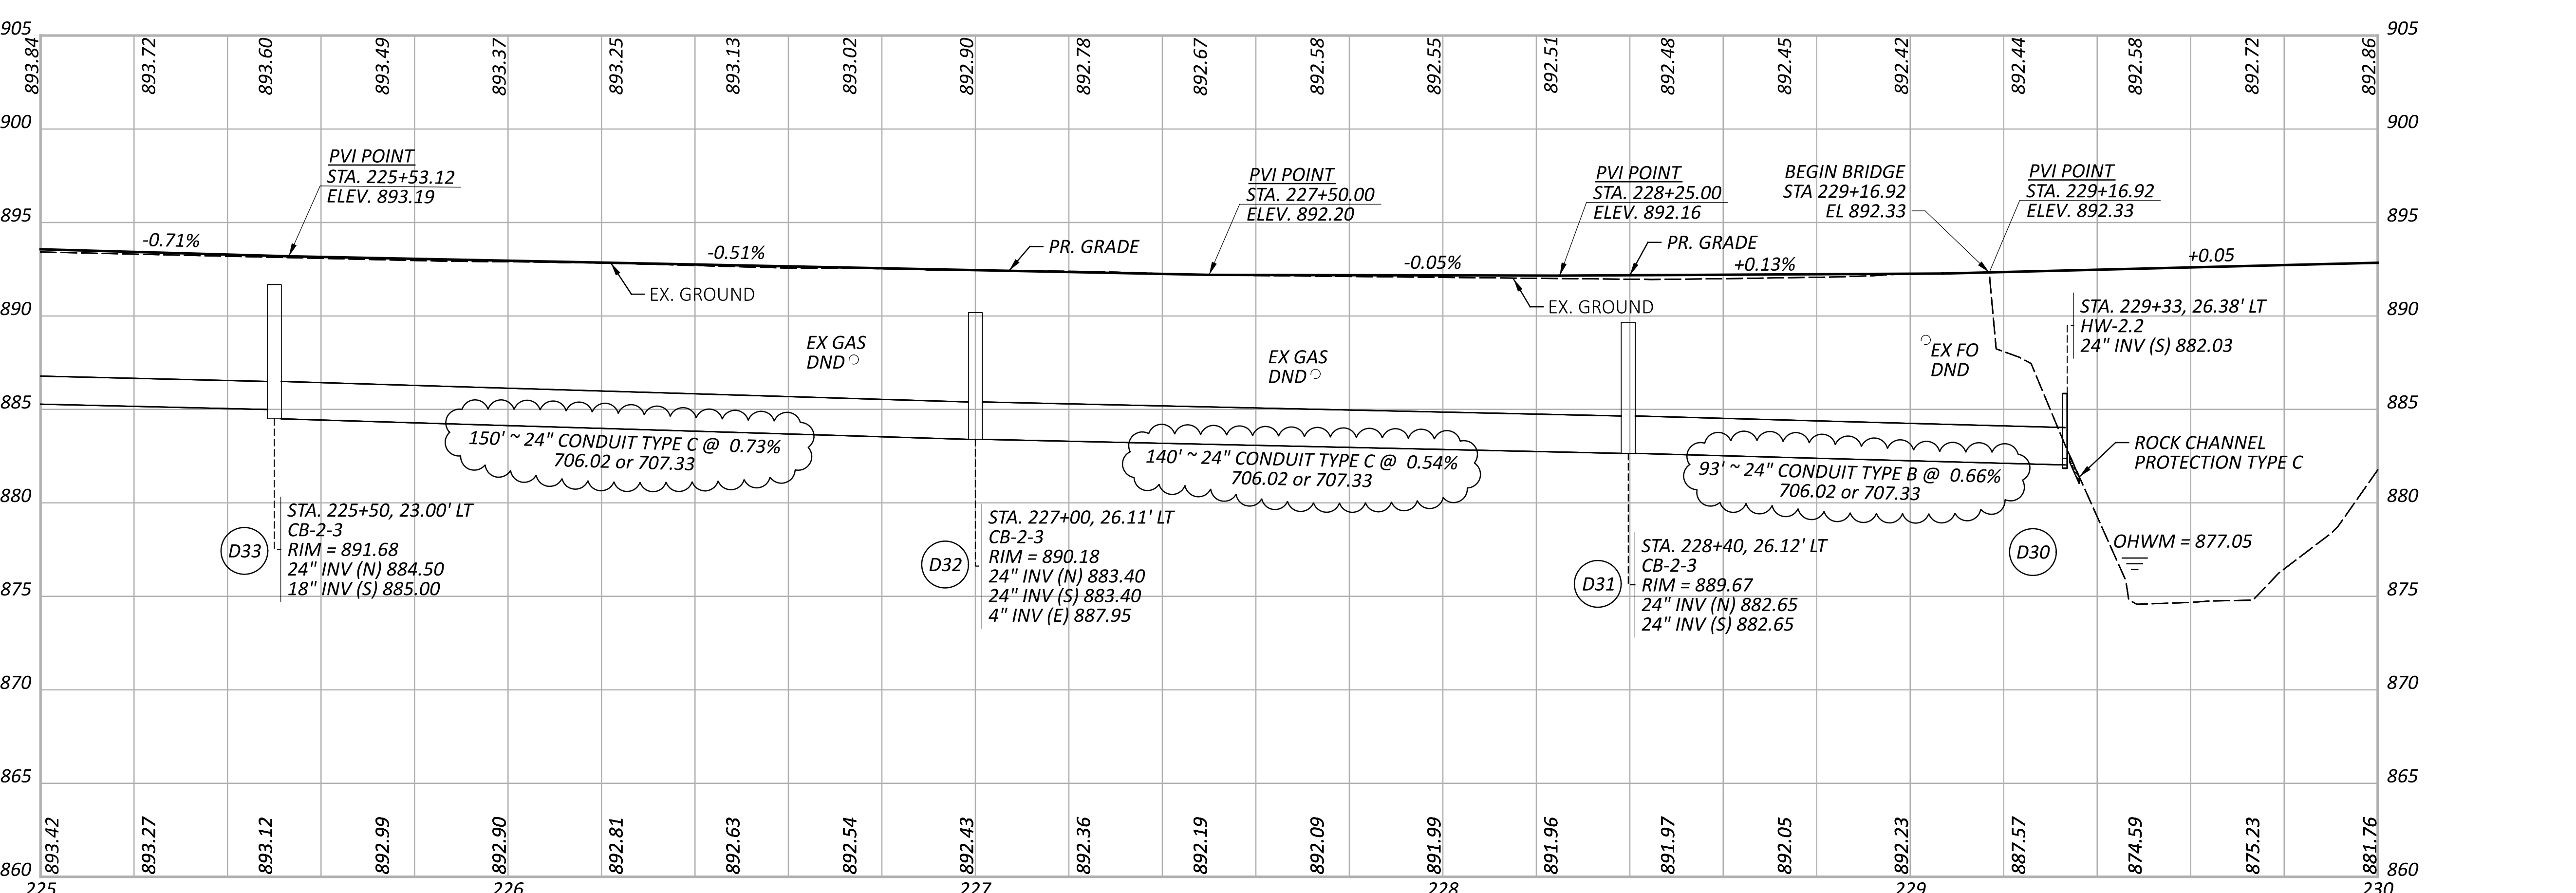 905
893.84
893.72
893.60
893.49
893.37
893.25
893.13
893.02
892.90
892.78
892.67
892.58
892.55
892.51
892.48
892.45
892.42
892.44
892.58
892.72
892.86
905
900
900
PVI POINT
STA. 225+53.12
ELEV. 893.19
PVI POINT
STA. 227+50.00
ELEV. 892.20
PVI POINT
STA. 228+25.00
ELEV. 892.16
BEGIN BRIDGE
STA 229+16.92
EL 892.33
PVI POINT
STA. 229+16.92
ELEV. 892.33
895
895
-0.71%
-0.51%
PR. GRADE
-0.05%
PR. GRADE
+0.13%
+0.05
EX. GROUND
EX. GROUND
890
890
STA. 229+33, 26.38' LT
HW-2.2
24" INV (S) 882.03
EX GAS
DND
EX GAS
DND
EX FO
DND
885
885
150' ~ 24" CONDUIT TYPE C @ 0.73%
706.02 or 707.33
140' ~ 24" CONDUIT TYPE C @ 0.54%
706.02 or 707.33
93' ~ 24" CONDUIT TYPE B @ 0.66%
706.02 or 707.33
ROCK CHANNEL
PROTECTION TYPE C
880
880
D33
STA. 225+50, 23.00' LT
CB-2-3
RIM = 891.68
24" INV (N) 884.50
18" INV (S) 885.00
D32
STA. 227+00, 26.11' LT
CB-2-3
RIM = 890.18
24" INV (N) 883.40
24" INV (S) 883.40
4" INV (E) 887.95
D31
STA. 228+40, 26.12' LT
CB-2-3
RIM = 889.67
24" INV (N) 882.65
24" INV (S) 882.65
D30
OHWM = 877.05
875
875
870
870
865
865
893.42
893.27
893.12
892.99
892.90
892.81
892.63
892.54
892.43
892.36
892.19
892.09
891.99
891.96
891.97
892.05
892.23
887.57
874.59
875.23
881.76
860
860
225
226
227
228
229
230